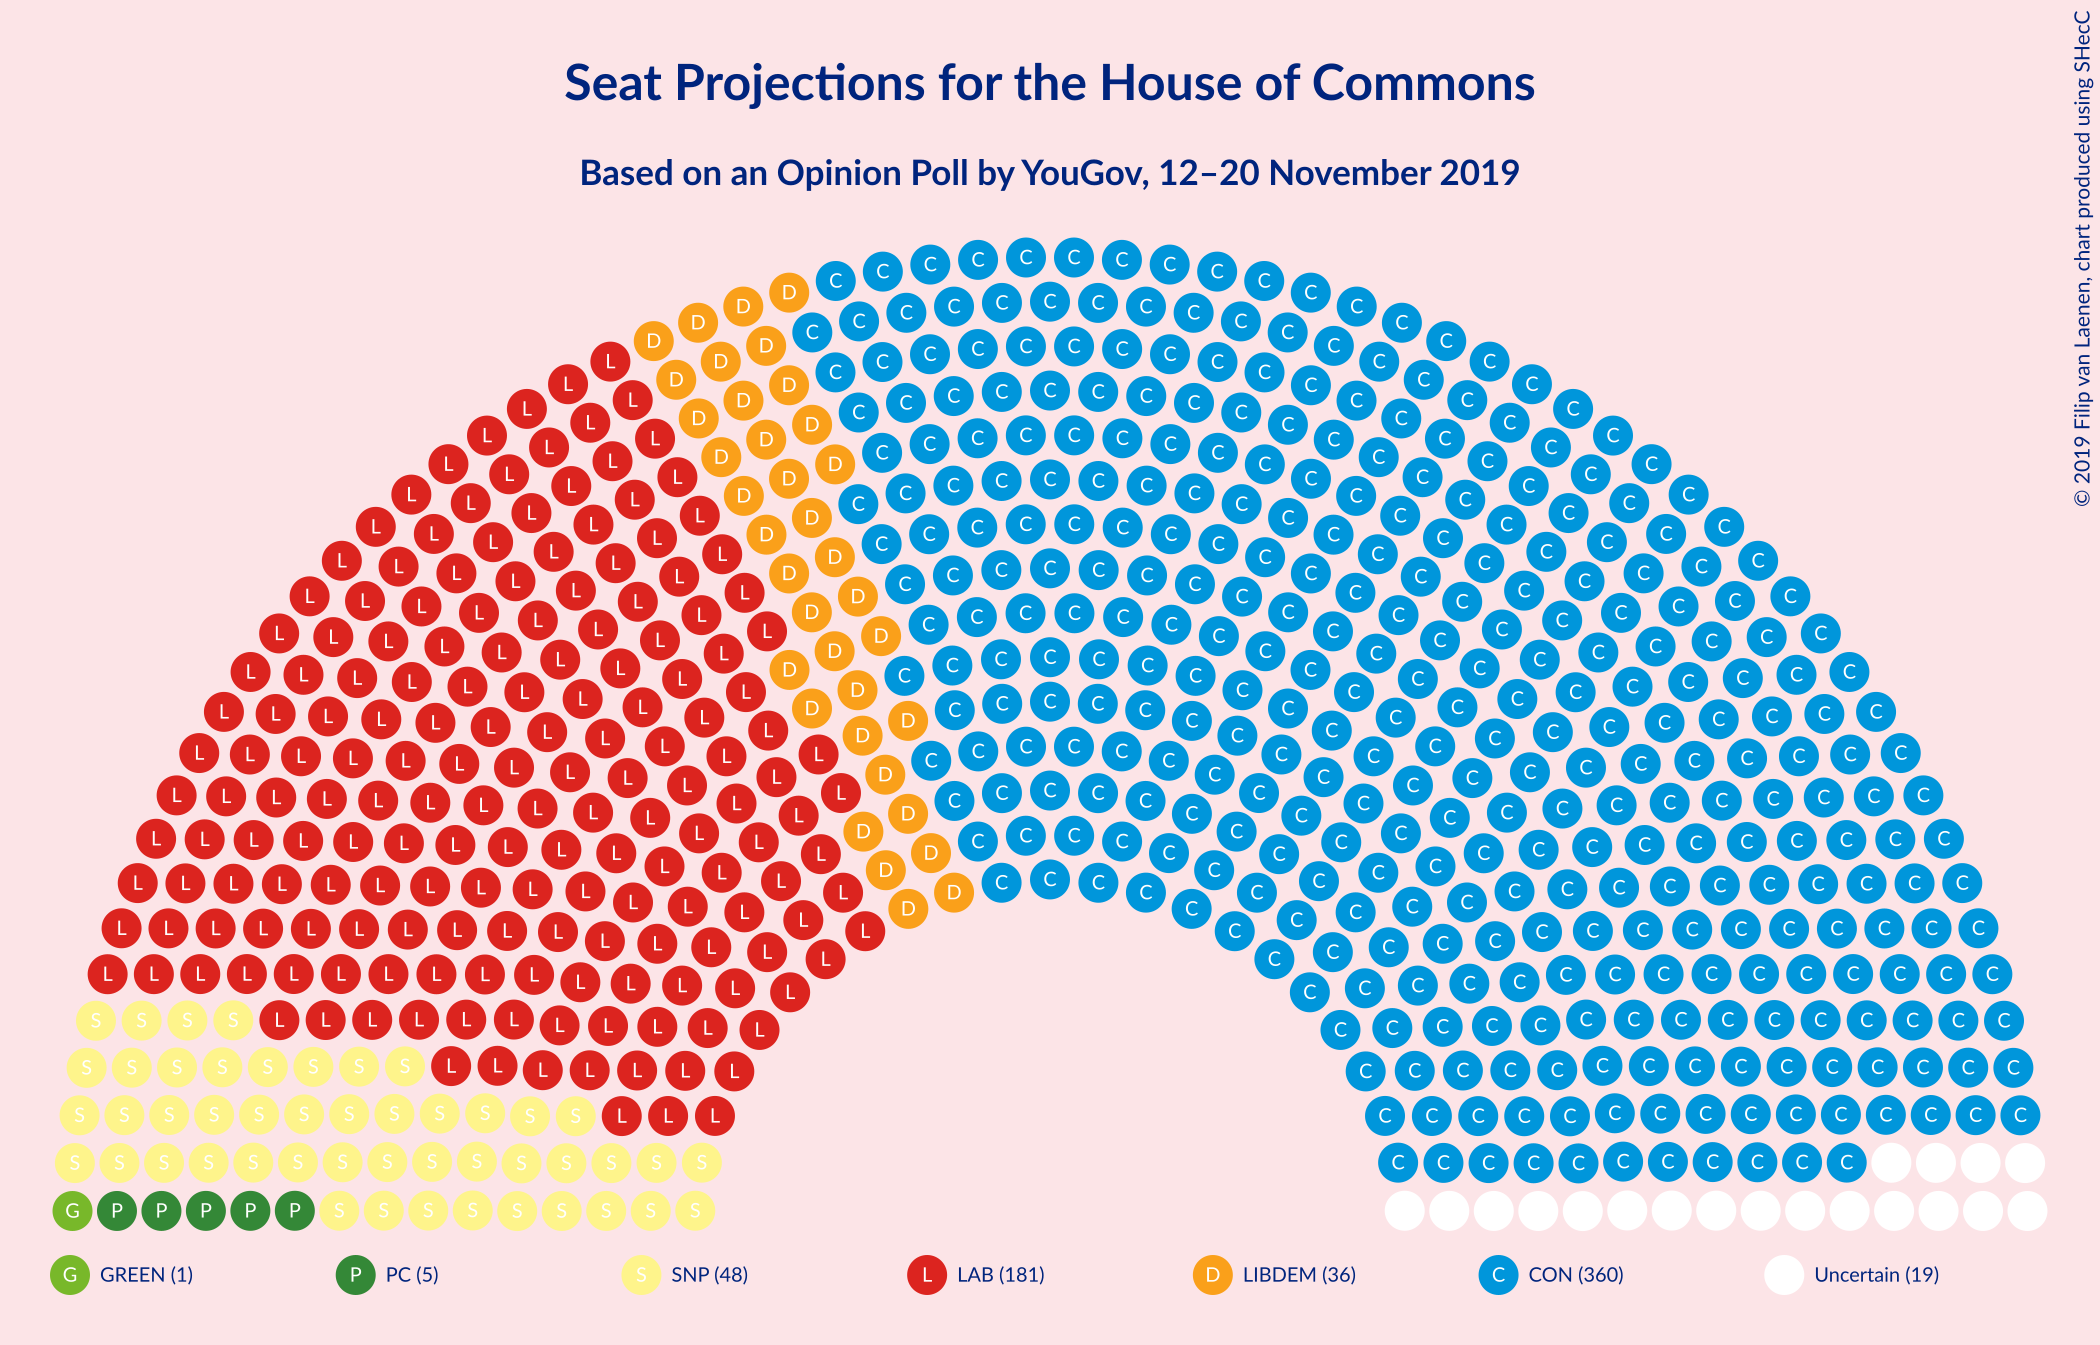 Seat Projections for the House of Commons
Based on an Opinion Poll by YouGov, 12–20 November 2019
© 2019 Filip van Laenen, chart produced using SHecC
G GREEN (1)
P PC (5)
S SNP (48)
L LAB (181)
D LIBDEM (36)
C CON (360)
Uncertain (19)